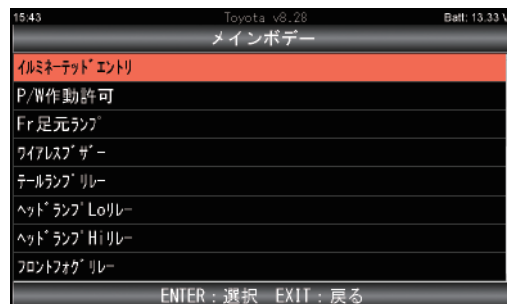 15:43 Toyota v8.28 Batt: 13.33 V
メインボデー
ｲﾙﾐﾈｰﾃｯﾄﾞｴﾝﾄﾘ
P/W作動許可
Fr足元ﾗﾝﾌﾟ
ﾜｲｱﾚｽﾌﾞｻﾞｰ
ﾃｰﾙﾗﾝﾌﾟﾘﾚｰ
ﾍｯﾄﾞﾗﾝﾌﾟLoﾘﾚｰ
ﾍｯﾄﾞﾗﾝﾌﾟHiﾘﾚｰ
ﾌﾛﾝﾄﾌｫｸﾞﾘﾚｰ
ENTER：選択 EXIT：戻る